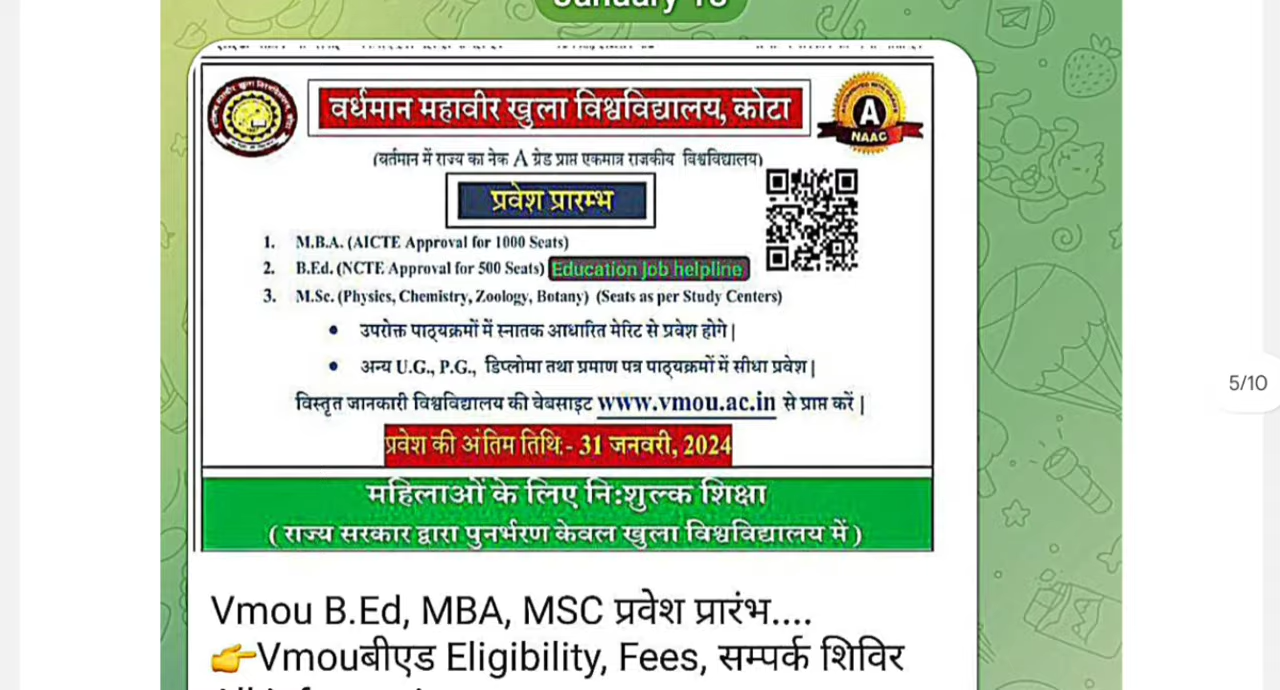 वर्धमान महावीर खुला विश्वविद्यालय, कोटा
A
NAAC
(वर्तमान में राज्य का नेक A ग्रेड प्राप्त एकमात्र राजकीय विश्वविद्यालय)
प्रवेश प्रारम्भ
1. M.B.A. (AICTE Approval for 1000 Seats)
2. B.Ed. (NCTE Approval for 500 Seats) Education Job helpline
3. M.Sc. (Physics, Chemistry, Zoology, Botany) (Seats as per Study Centers)
• उपरोक्त पाठ्यक्रमों में स्नातक आधारित मेरिट से प्रवेश होगे|
• अन्य U.G., P.G., डिप्लोमा तथा प्रमाण पत्र पाठ्यक्रमों में सीधा प्रवेश|
विस्तृत जानकारी विश्वविद्यालय की वेबसाइट www.vmou.ac.in से प्राप्त करें|
प्रवेश की अंतिम तिथि:- 31 जनवरी, 2024
महिलाओं के लिए नि:शुल्क शिक्षा
(राज्य सरकार द्वारा पुनर्भरण केवल खुला विश्वविद्यालय में)
5/10
Vmou B.Ed, MBA, MSC प्रवेश प्रारंभ....
👉Vmouबीएड Eligibility, Fees, सम्पर्क शिविर